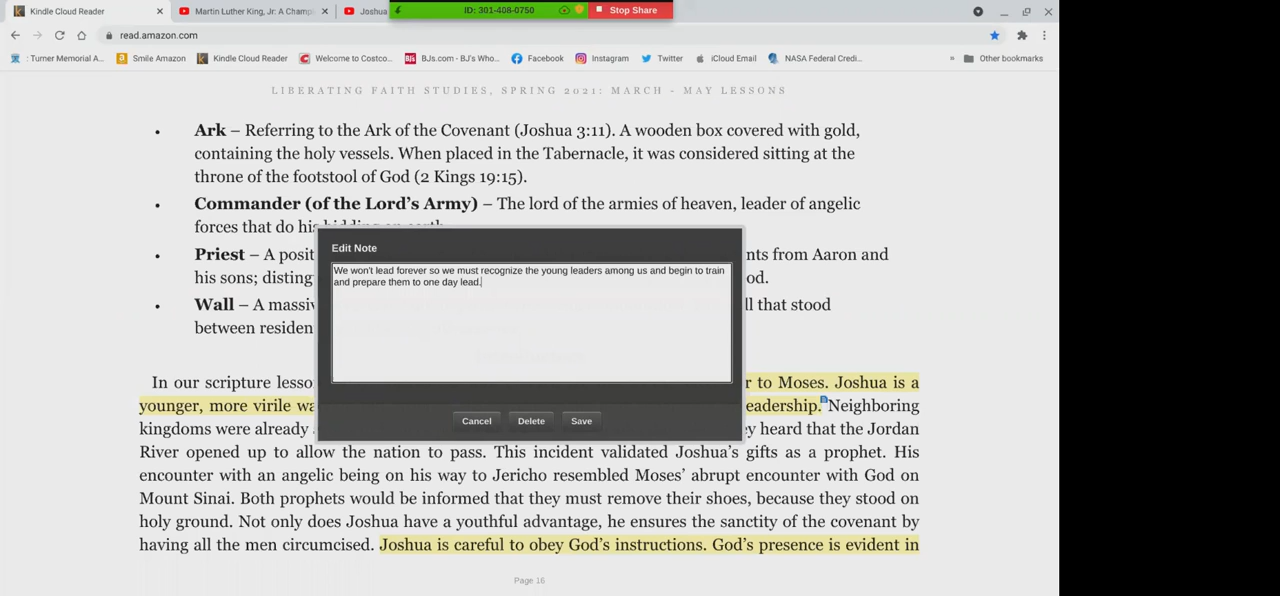 Kindle Cloud Reader
Martin Luther King, Jr. A Champ
Joshua
ID: 301-408-0750
Stop Share
read.amazon.com
: Turner Memorial A...
Smile Amazon
Kindle Cloud Reader
Welcome to Costco...
BJs.com - BJ's Who...
Facebook
Instagram
Twitter
iCloud Email
NASA Federal Credi...
»
Other bookmarks
LIBERATING FAITH STUDIES, SPRING 2021: MARCH - MAY LESSONS
• Ark – Referring to the Ark of the Covenant (Joshua 3:11). A wooden box covered with gold,
containing the holy vessels. When placed in the Tabernacle, it was considered sitting at the
throne of the footstool of God (2 Kings 19:15).
• Commander (of the Lord's Army) – The lord of the armies of heaven, leader of angelic
forces that do his bidding on earth.
• Priest – A posit nts from Aaron and
his sons; disting od.
• Wall – A massiv ll that stood
between residen
Edit Note
We won't lead forever so we must recognize the young leaders among us and begin to train
and prepare them to one day lead.
Cancel Delete Save
In our scripture lesso r to Moses. Joshua is a
younger, more virile wa eadership. Neighboring
kingdoms were already ey heard that the Jordan
River opened up to allow the nation to pass. This incident validated Joshua's gifts as a prophet. His
encounter with an angelic being on his way to Jericho resembled Moses' abrupt encounter with God on
Mount Sinai. Both prophets would be informed that they must remove their shoes, because they stood on
holy ground. Not only does Joshua have a youthful advantage, he ensures the sanctity of the covenant by
having all the men circumcised. Joshua is careful to obey God's instructions. God's presence is evident in
Page 16